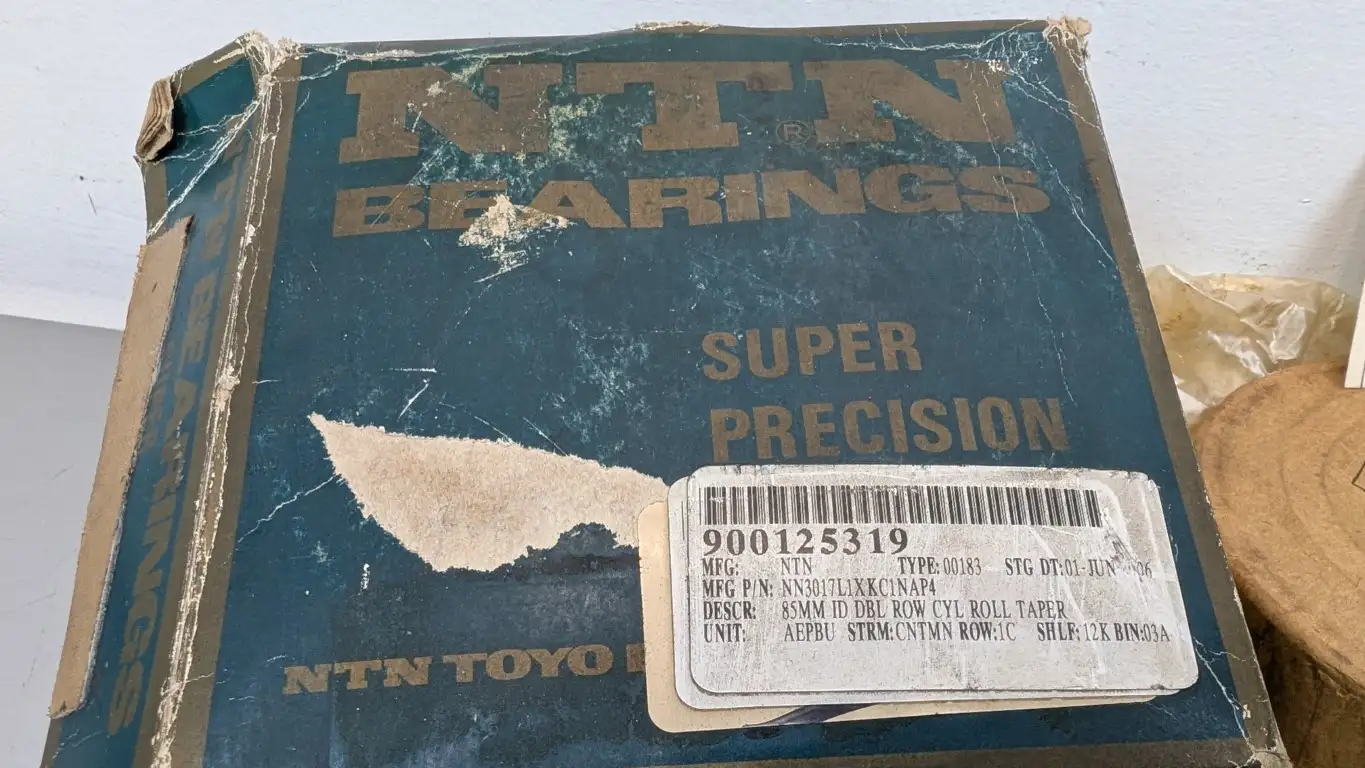 NTN
®
BEARINGS
SUPER
PRECISION
900125319
MFG: NTN TYPE: 00183 STG DT:01-JUN
MFG P/N: NN3017L1XKC1NAP4
DESCR: 85MM ID DBL ROW CYL ROLL TAPER
UNIT: AEPBU STRM:CNTMN ROW:1C SHLF; 12K BIN:03A
NTN TOYO
BEARINGS